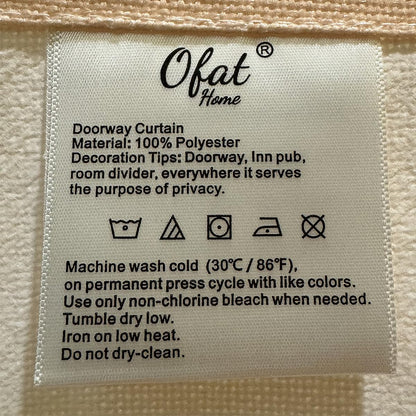 Ofat®
Home
Doorway Curtain
Material: 100% Polyester
Decoration Tips: Doorway, Inn pub,
room divider, everywhere it serves
the purpose of privacy.
Machine wash cold (30℃ / 86℉),
on permanent press cycle with like colors.
Use only non-chlorine bleach when needed.
Tumble dry low.
Iron on low heat.
Do not dry-clean.